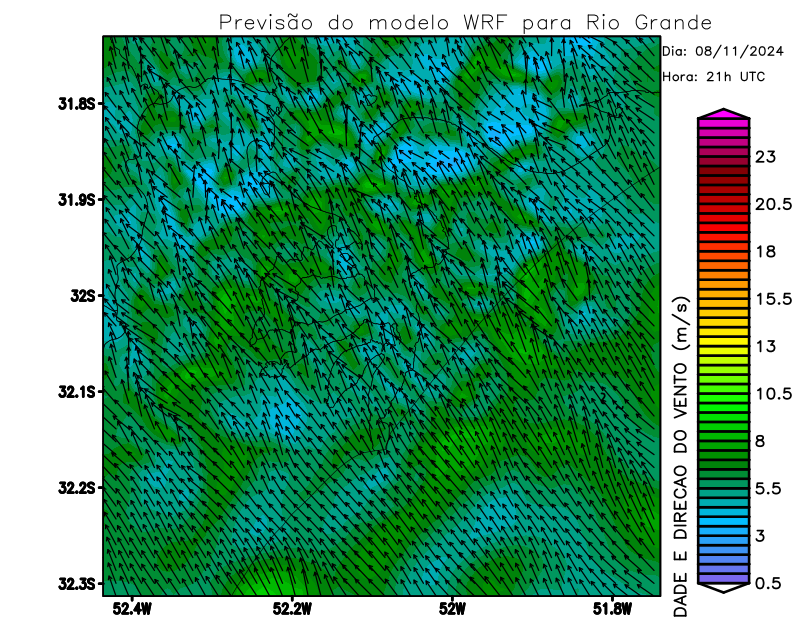 Previsão do modelo WRF para Rio Grande
Dia: 08/11/2024
Hora: 21h UTC
31.8S
31.9S
32S
32.1S
32.2S
32.3S
52.4W
52.2W
52W
51.8W
23
20.5
18
15.5
13
10.5
8
5.5
3
0.5
DADE E DIRECAO DO VENTO (m/s)